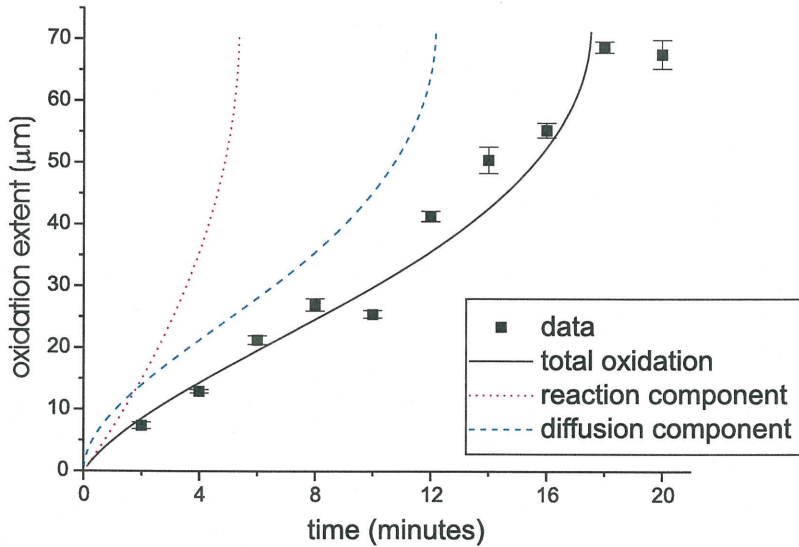 70
60
50
40
30
20
10
0
oxidation extent (μm)
0 4 8 12 16 20
time (minutes)
data
total oxidation
reaction component
diffusion component